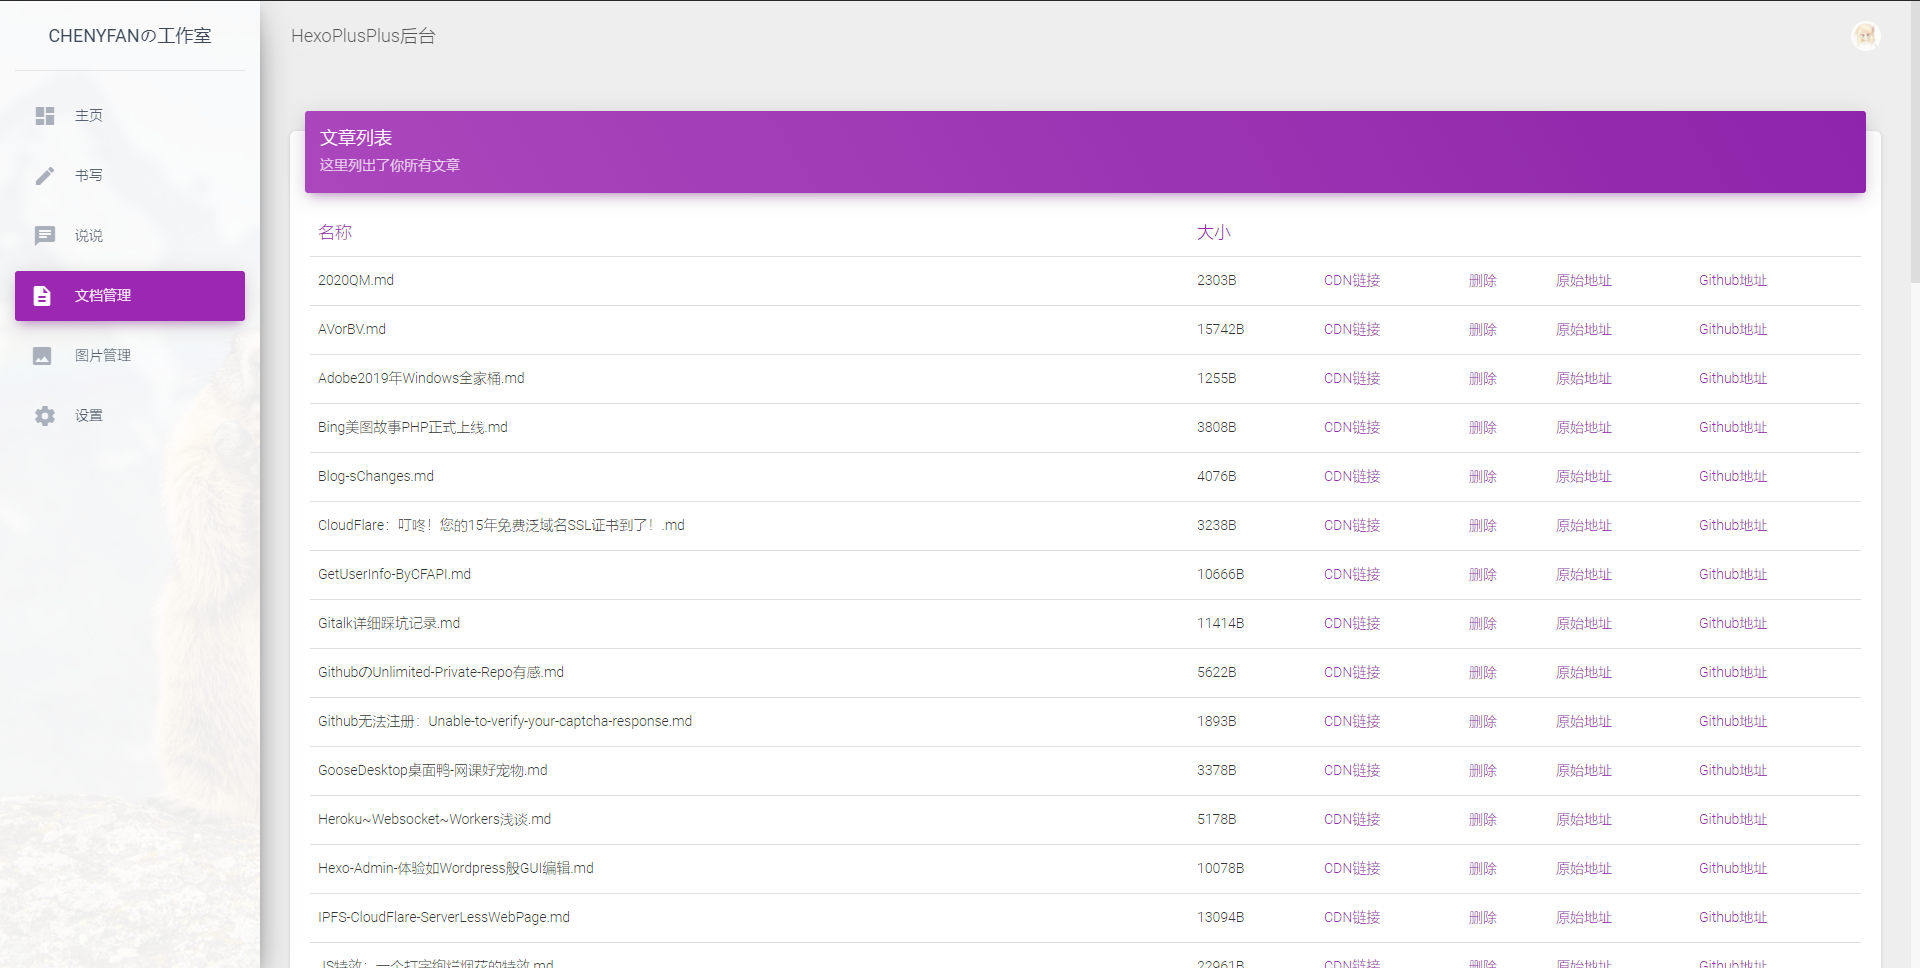 CHENYFANの工作室
主页
书写
说说
文档管理
图片管理
设置
HexoPlusPlus后台
文章列表
这里列出了你所有文章
名称 大小
2020QM.md 2303B CDN链接 删除 原始地址 Github地址
AVorBV.md 15742B CDN链接 删除 原始地址 Github地址
Adobe2019年Windows全家桶.md 1255B CDN链接 删除 原始地址 Github地址
Bing美图故事PHP正式上线.md 3808B CDN链接 删除 原始地址 Github地址
Blog-sChanges.md 4076B CDN链接 删除 原始地址 Github地址
CloudFlare：叮咚！您的15年免费泛域名SSL证书到了！.md 3238B CDN链接 删除 原始地址 Github地址
GetUserInfo-ByCFAPI.md 10666B CDN链接 删除 原始地址 Github地址
Gitalk详细踩坑记录.md 11414B CDN链接 删除 原始地址 Github地址
GithubのUnlimited-Private-Repo有感.md 5622B CDN链接 删除 原始地址 Github地址
Github无法注册：Unable-to-verify-your-captcha-response.md 1893B CDN链接 删除 原始地址 Github地址
GooseDesktop桌面鸭-网课好宠物.md 3378B CDN链接 删除 原始地址 Github地址
Heroku~Websocket~Workers浅谈.md 5178B CDN链接 删除 原始地址 Github地址
Hexo-Admin-体验如Wordpress般GUI编辑.md 10078B CDN链接 删除 原始地址 Github地址
IPFS-CloudFlare-ServerLessWebPage.md 13094B CDN链接 删除 原始地址 Github地址
JS特效：一个打字绚烂烟花的特效.md 22961B CDN链接 删除 原始地址 Github地址